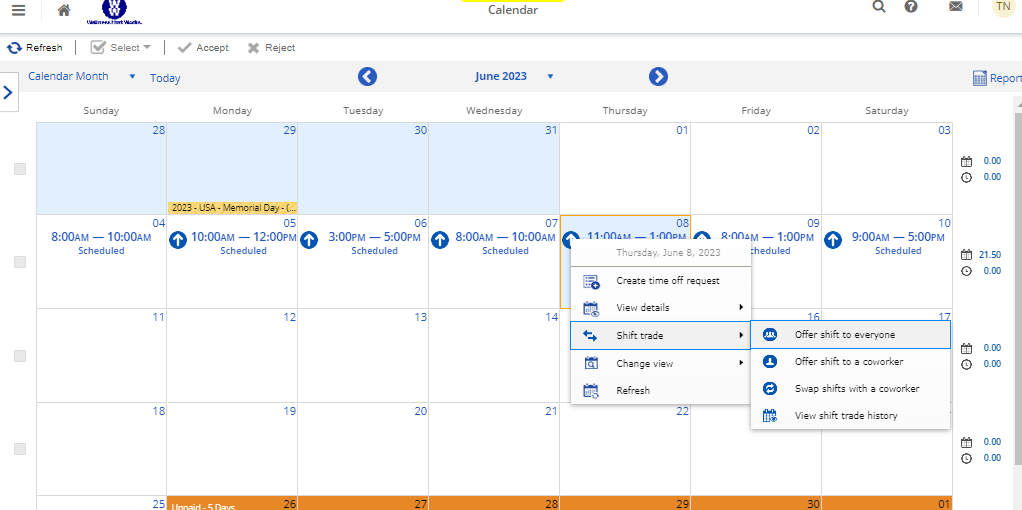 Wellness that Works.
Calendar
TN
Refresh
Select
Accept
Reject
Calendar Month
Today
June 2023
Report
Sunday Monday Tuesday Wednesday Thursday Friday Saturday
28 29 30 31 01 02 03
0.00
0.00
2023 - USA - Memorial Day - (...
04 05 06 07 08 09 10
8:00AM — 10:00AM 10:00AM — 12:00PM 3:00PM — 5:00PM 8:00AM — 10:00AM 11:00AM — 1:00PM 8:00AM — 1:00PM 9:00AM — 5:00PM
Scheduled Scheduled Scheduled Scheduled cheduled Scheduled
21.50
0.00
Thursday, June 8, 2023
Create time off request
View details
Shift trade
Change view
Refresh
Offer shift to everyone
Offer shift to a coworker
Swap shifts with a coworker
View shift trade history
11 12 13 14 16 17
0.00
0.00
18 19 20 21 22
0.00
0.00
25 26 27 28 29 30 01
Unpaid - 5 Days